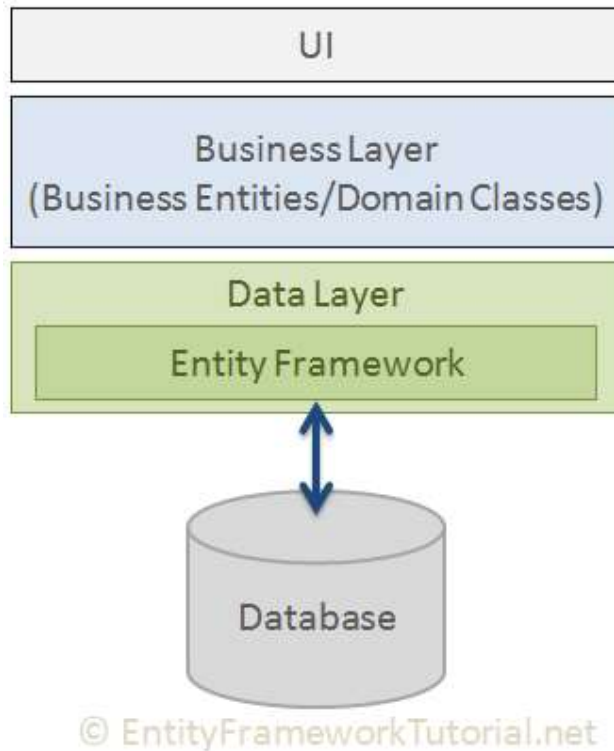 UI
Business Layer
(Business Entities/Domain Classes)
Data Layer
Entity Framework
Database
© EntityFrameworkTutorial.net